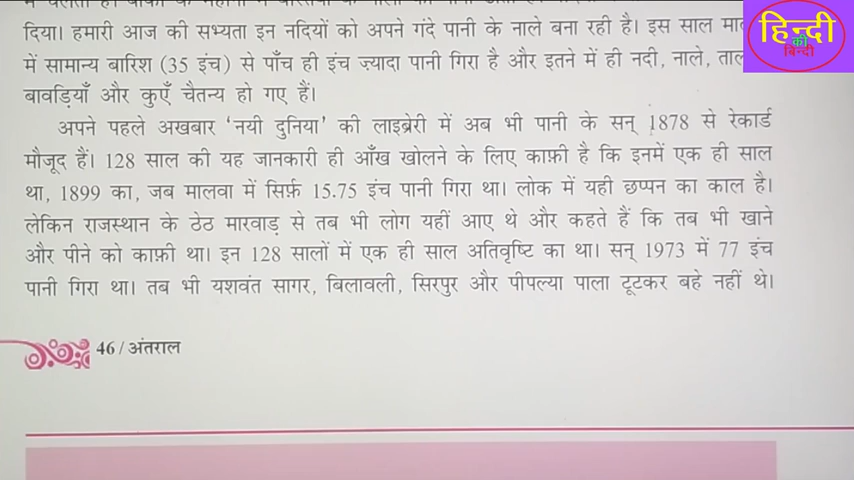 दिया। हमारी आज की सभ्यता इन नदियों को अपने गंदे पानी के नाले बना रही है। इस साल
में सामान्य बारिश (35 इंच) से पाँच ही इंच ज़्यादा पानी गिरा है और इतने में ही नदी, नाले,
बावड़ियाँ और कुएँ चैतन्य हो गए हैं।
अपने पहले अखबार ‘नयी दुनिया’ की लाइब्रेरी में अब भी पानी के सन् 1878 से रेकार्ड
मौजूद हैं। 128 साल की यह जानकारी ही आँख खोलने के लिए काफ़ी है कि इनमें एक ही साल
था, 1899 का, जब मालवा में सिर्फ़ 15.75 इंच पानी गिरा था। लोक में यही छप्पन का काल है।
लेकिन राजस्थान के ठेठ मारवाड़ से तब भी लोग यहीं आए थे और कहते हैं कि तब भी खाने
और पीने को काफ़ी था। इन 128 सालों में एक ही साल अतिवृष्टि का था। सन् 1973 में 77 इंच
पानी गिरा था। तब भी यशवंत सागर, बिलावली, सिरपुर और पीपल्या पाला टूटकर बहे नहीं थे।
46/अंतराल
हिन्दी
की
बिन्दी